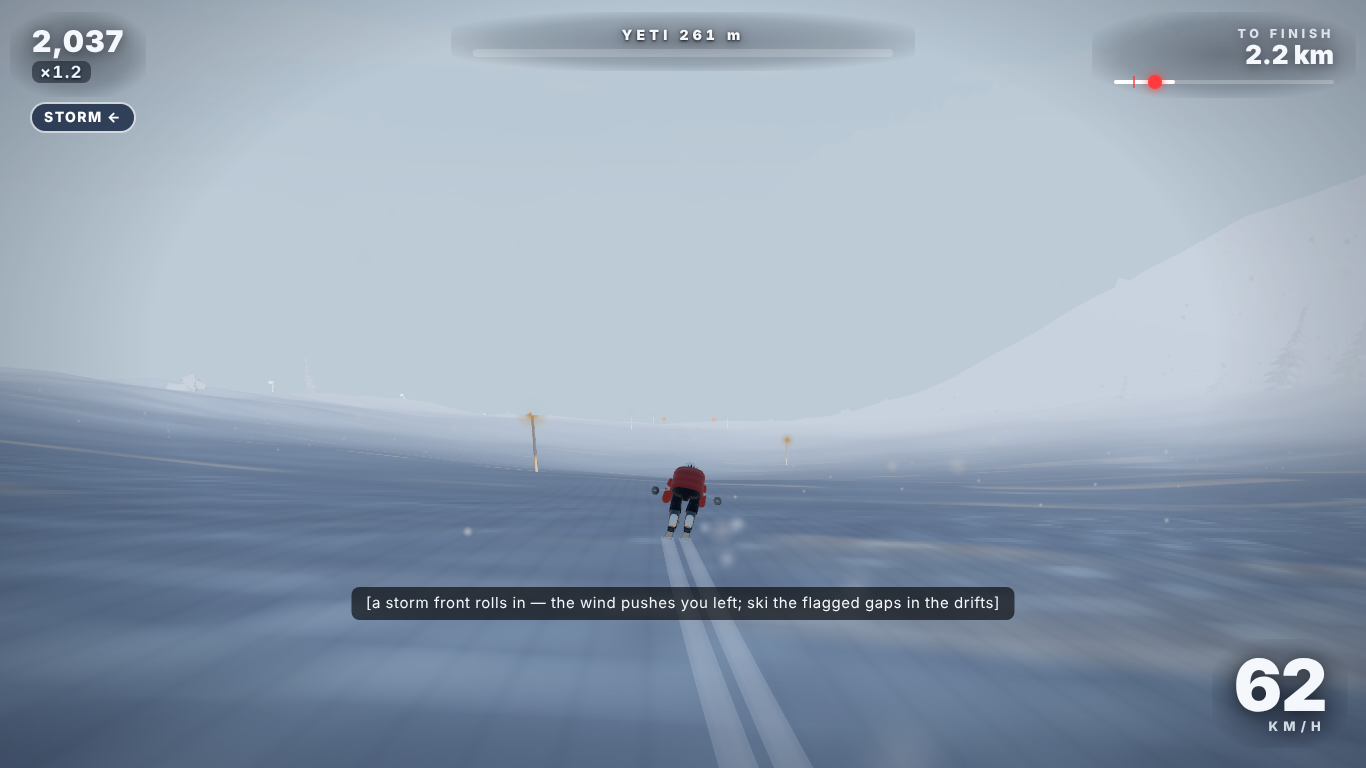 2,037
×1.2
STORM ←
YETI 261 m
TO FINISH
2.2 km
[a storm front rolls in — the wind pushes you left; ski the flagged gaps in the drifts]
62
KM/H